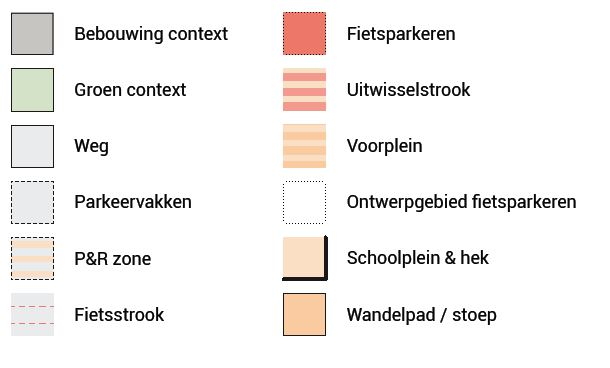 Bebouwing context
Groen context
Weg
Parkeervakken
P&R zone
Fietsstrook
Fietsparkeren
Uitwisselstrook
Voorplein
Ontwerpgebied fietsparkeren
Schoolplein & hek
Wandelpad / stoep